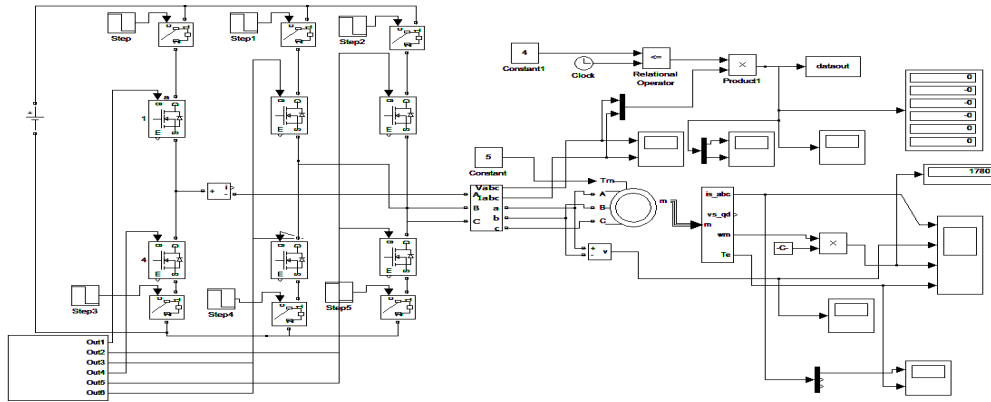 Step
Step1
Step2
1
4
Constant1
Clock
<=
Relational
Operator
×
Product1
dataout
0
-0
-0
-0
0
0
5
Constant
1780
g
E
+
-
i
A
B
C
Vabc
Iabc
a
b
c
Tm
A
B
C
m
+
-
v
m
is_abc
vs_qd
wm
Te
-C-
×
4
E
Step3
Step4
Step5
Out1
Out2
Out3
Out4
Out5
Out6